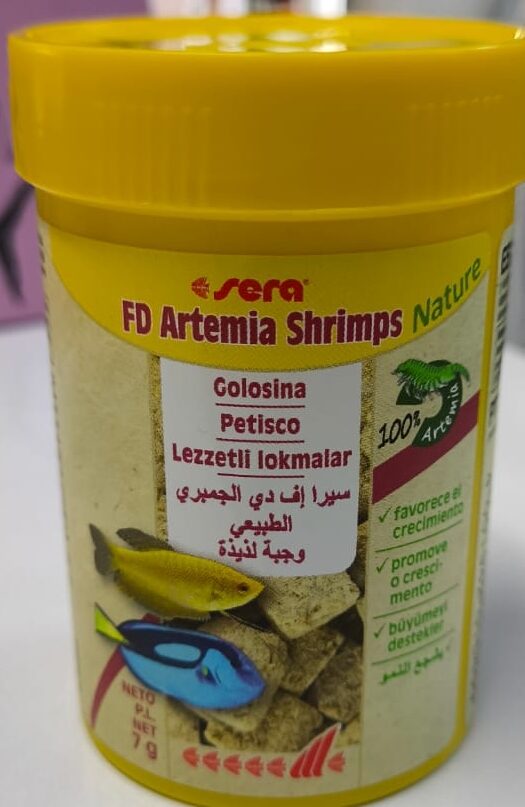 sera
FD Artemia Shrimps Nature
Golosina
Petisco
Lezzetli lokmalar
سيرا إف دي الجمبري
الطبيعي
وجبة لذيذة
100% Artemia
✓ favorece el
crecimiento
✓ promove
o cresci-
mento
✓ büyümeyi
destekler
✓ يشجع النمو
NETO
P.L.
NET
7 g